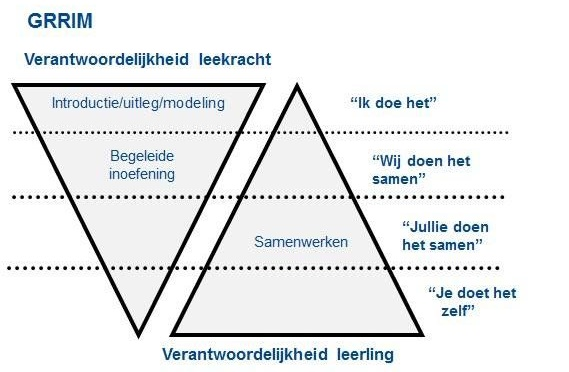 GRRIM
Verantwoordelijkheid leekracht
Introductie/uitleg/modeling
“Ik doe het”
Begeleide
inoefening
“Wij doen het
samen”
“Jullie doen
het samen”
Samenwerken
“Je doet het
zelf”
Verantwoordelijkheid leerling